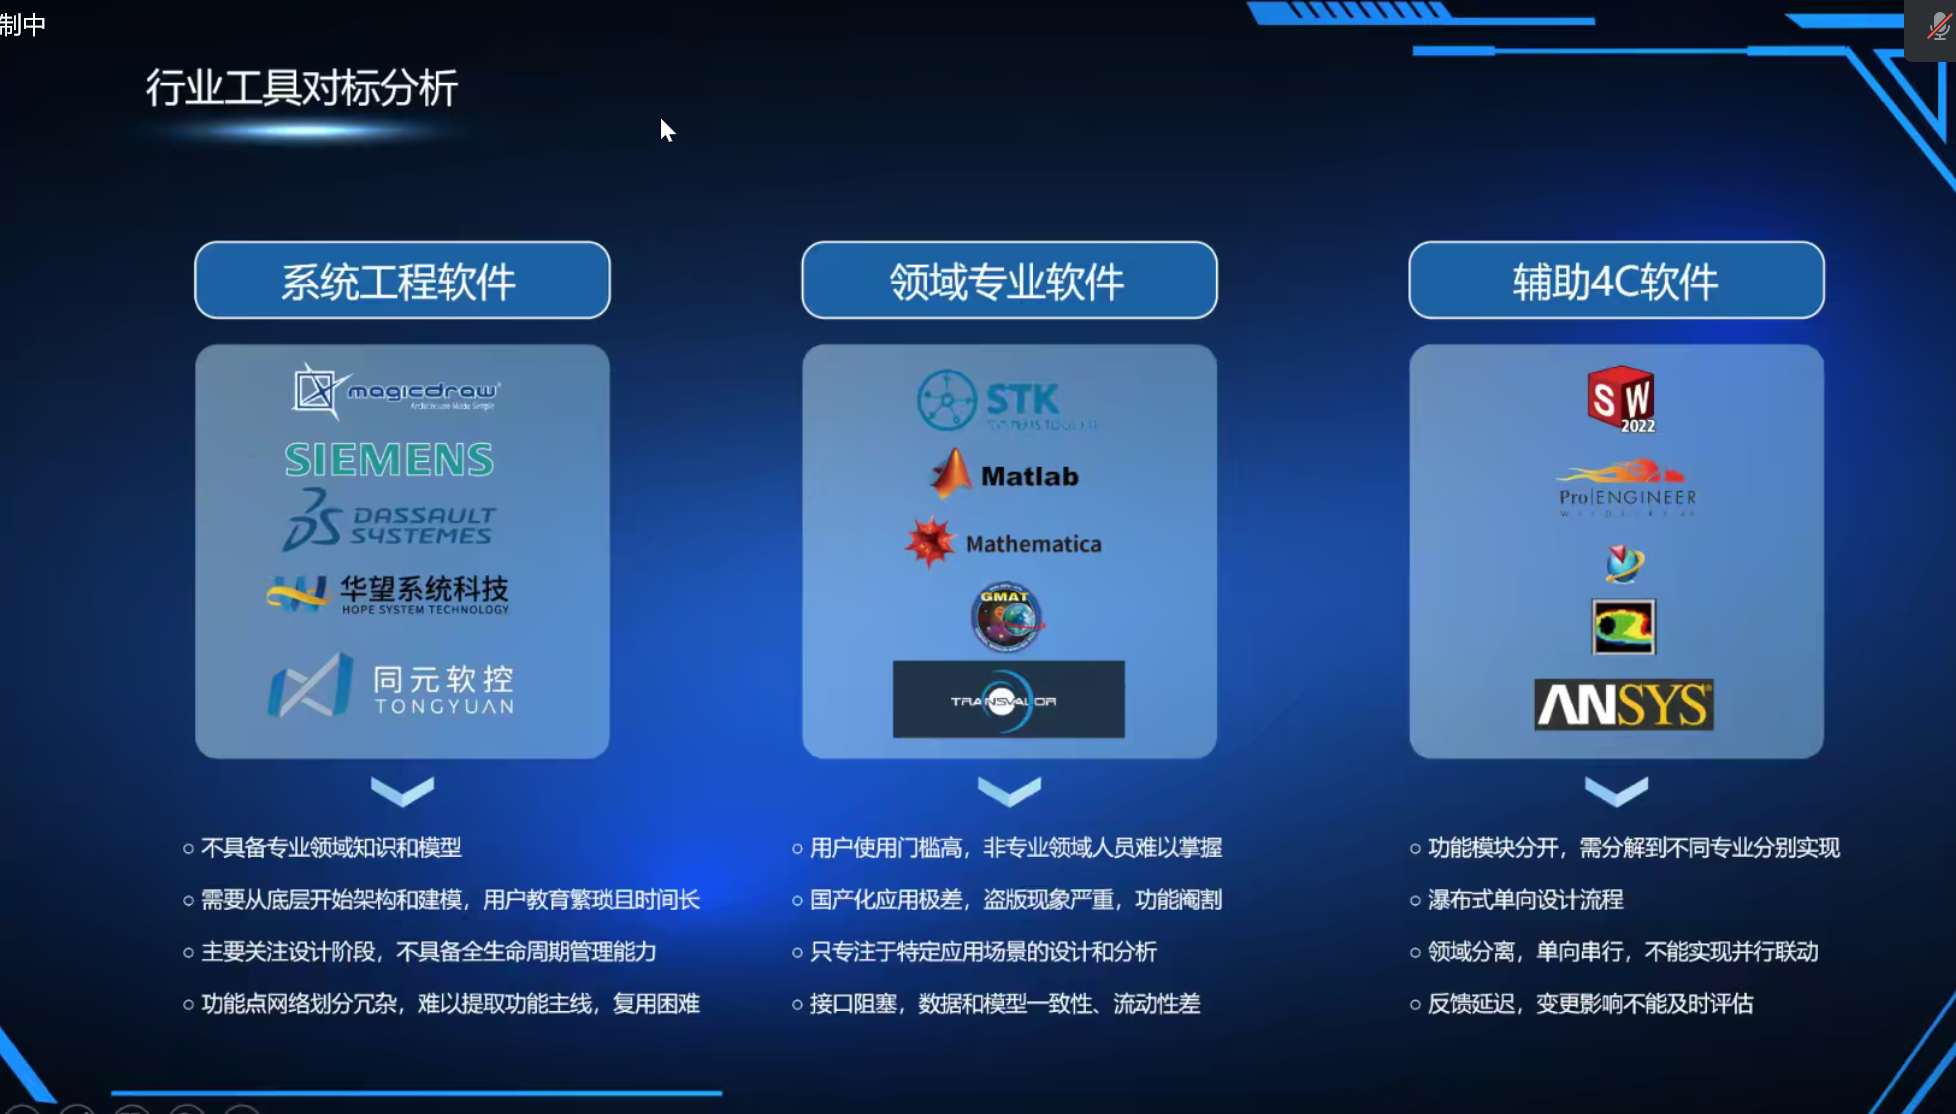 制中
行业工具对标分析
系统工程软件
magicdraw
Architecture Made Simple
SIEMENS
DASSAULT
SYSTEMES
华望系统科技
HOPE SYSTEM TECHNOLOGY
同元软控
TONGYUAN
不具备专业领域知识和模型
需要从底层开始架构和建模，用户教育繁琐且时间长
主要关注设计阶段，不具备全生命周期管理能力
功能点网络划分冗杂，难以提取功能主线，复用困难
领域专业软件
STK
SYSTEMS TOOL KIT
Matlab
Mathematica
GMAT
TRANSVALOR
用户使用门槛高，非专业领域人员难以掌握
国产化应用极差，盗版现象严重，功能阉割
只专注于特定应用场景的设计和分析
接口阻塞，数据和模型一致性、流动性差
辅助4C软件
SW
2022
Pro|ENGINEER
ANSYS
功能模块分开，需分解到不同专业分别实现
瀑布式单向设计流程
领域分离，单向串行，不能实现并行联动
反馈延迟，变更影响不能及时评估